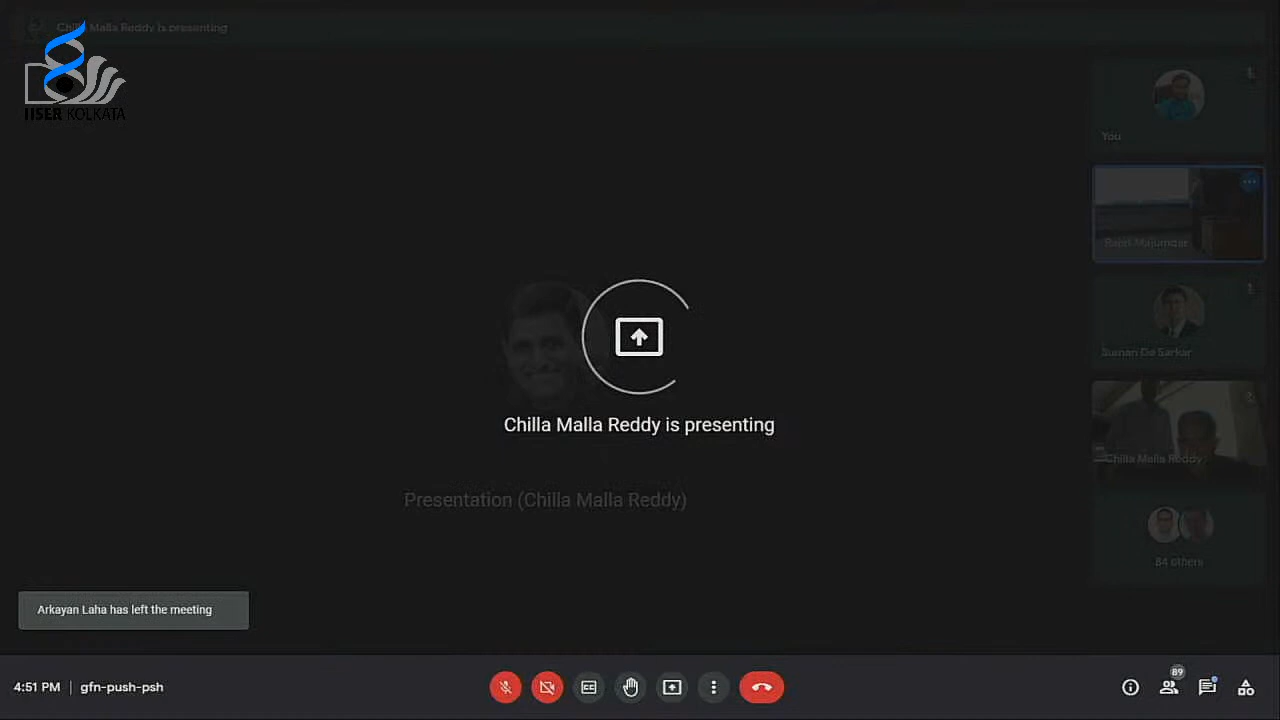 Chilla Malla Reddy is presenting
IISER KOLKATA
You
Rajib Majumdar
Suman De Sarkar
Chilla Malla Reddy
84 others
Chilla Malla Reddy is presenting
Presentation (Chilla Malla Reddy)
Arkayan Laha has left the meeting
4:51 PM | gfn-push-psh
89